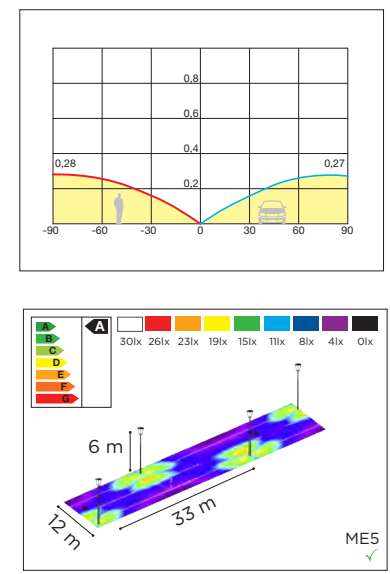 0,8
0,6
0,4
0,28
0,27
0,2
-90 -60 -30 0 30 60 90
A
B
C
D
E
F
G
A
30lx 26lx 23lx 19lx 15lx 11lx 8lx 4lx 0lx
6 m
33 m
12 m
ME5